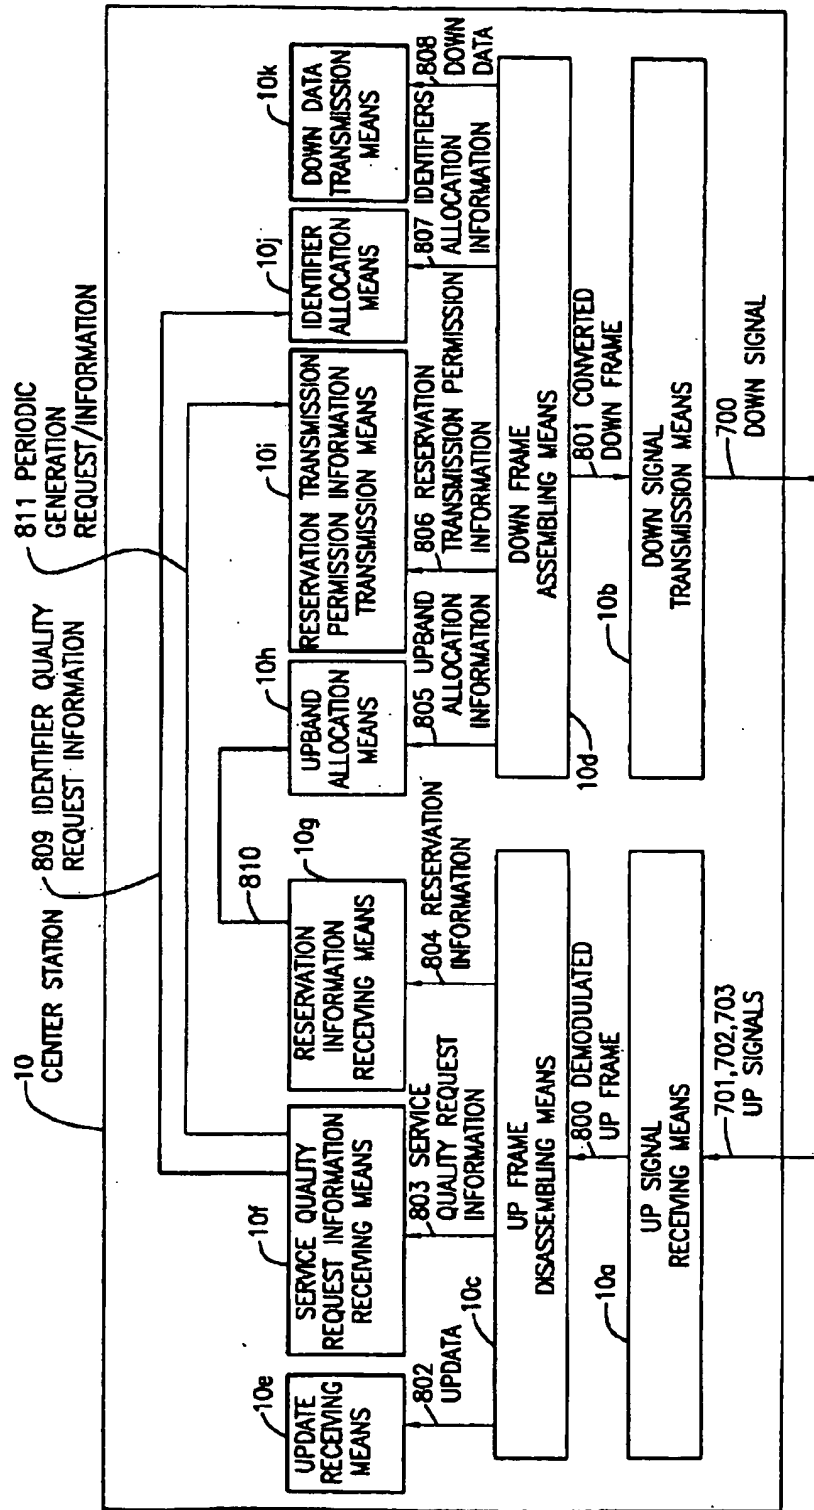 10
CENTER STATION
809 IDENTIFIER QUALITY
REQUEST INFORMATION
811 PERIODIC
GENERATION
REQUEST/INFORMATION
810
10e
UPDATE
RECEIVING
MEANS
10f
SERVICE QUALITY
REQUEST INFORMATION
RECEIVING MEANS
10g
RESERVATION
INFORMATION
RECEIVING MEANS
10h
UPBAND
ALLOCATION
MEANS
10i
RESERVATION TRANSMISSION
PERMISSION INFORMATION
TRANSMISSION MEANS
10j
IDENTIFIER
ALLOCATION
MEANS
10k
DOWN DATA
TRANSMISSION
MEANS
802
UPDATA
803 SERVICE
QUALITY REQUEST
INFORMATION
804 RESERVATION
INFORMATION
805 UPBAND
ALLOCATION
INFORMATION
806 RESERVATION
TRANSMISSION PERMISSION
INFORMATION
807 IDENTIFIERS
ALLOCATION
INFORMATION
808
DOWN
DATA
10c
UP FRAME
DISASSEMBLING MEANS
DOWN FRAME
ASSEMBLING MEANS
10d
800 DEMODULATED
UP FRAME
801 CONVERTED
DOWN FRAME
10a
UP SIGNAL
RECEIVING MEANS
10b
DOWN SIGNAL
TRANSMISSION MEANS
701,702,703
UP SIGNALS
700
DOWN SIGNAL